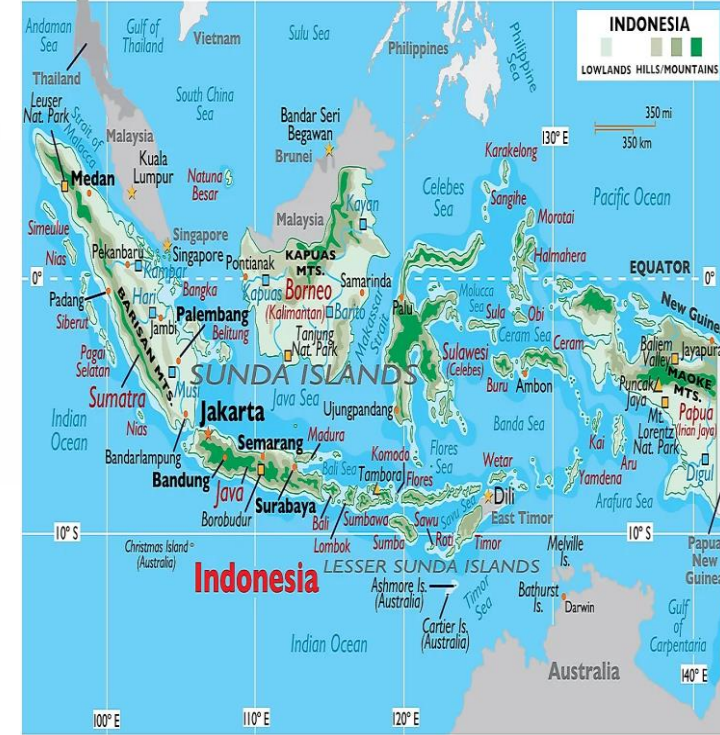 Andaman
Sea
Gulf of
Thailand
Vietnam
Sulu Sea
Philippines
Philippine
Sea
INDONESIA
LOWLANDS HILLS/MOUNTAINS
350 mi
350 km
Thailand
Leuser
Nat. Park
Strait of
Malacca
South China
Sea
Malaysia
Kuala
Lumpur
Bandar Seri
Begawan
Brunei
130° E
Karakelong
Medan
Natuna
Besar
Kayan
Celebes
Sea
Sangihe
Pacific Ocean
Morotai
Simeulue
Nias
Singapore
Singapore
Malaysia
Halmahera
Pekanbaru
Kambar
Pontianak
KAPUAS
MTS.
Samarinda
EQUATOR
0°
0°
Padang
Siberut
Hari
Bangka
Kapuas
Borneo
(Kalimantan)
Barito
Makassar
Strait
Palu
Molucca
Sea
Sula
Obi
Ceram Sea
New Guinea
BARISAN MTS.
Jambi
Palembang
Belitung
Tanjung
Nat. Park
Sulawesi
(Celebes)
Ceram
Baliem
Valley
Jayapura
Pagai
Selatan
Musi
SUNDA ISLANDS
Buru
Ambon
Puncak
Jaya
MAOKE
MTS.
Sumatra
Java Sea
Ujungpandang
Banda Sea
Mt.
Lorentz
Nat. Park
Papua
(Irian Jaya)
Indian
Ocean
Nias
Jakarta
Semarang
Madura
Flores
Sea
Kai
Aru
Bandarlampung
Bandung
Java
Bali Sea
Komodo
Tambora
Flores
Wetar
Yamdena
Digul
Borobudur
Surabaya
Bali
Sumbawa
Sawu
Savu Sea
Dili
East Timor
Arafura Sea
10° S
Lombok
Sumba
Roti
Timor
10° S
Christmas Island
(Australia)
Indonesia
LESSER SUNDA ISLANDS
Melville
Is.
Papua
New
Guinea
Ashmore Is.
(Australia)
Timor
Sea
Bathurst
Is.
Darwin
Cartier Is.
(Australia)
Gulf
of
Carpentaria
Indian Ocean
Australia
140° E
100° E
110° E
120° E